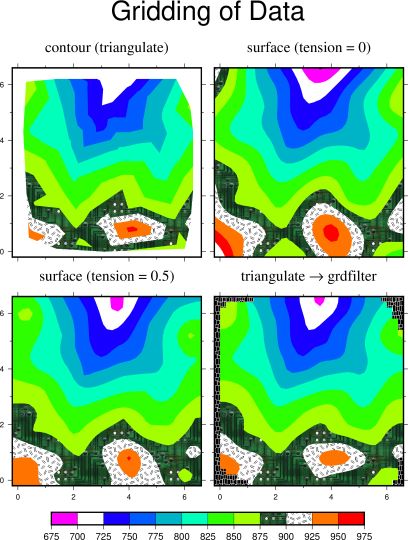 Gridding of Data
contour (triangulate) surface (tension = 0)
6
4
2
0
surface (tension = 0.5) triangulate → grdfilter
6
4
2
0
0 2 4 6 0 2 4 6
675 700 725 750 775 800 825 850 875 900 925 950 975